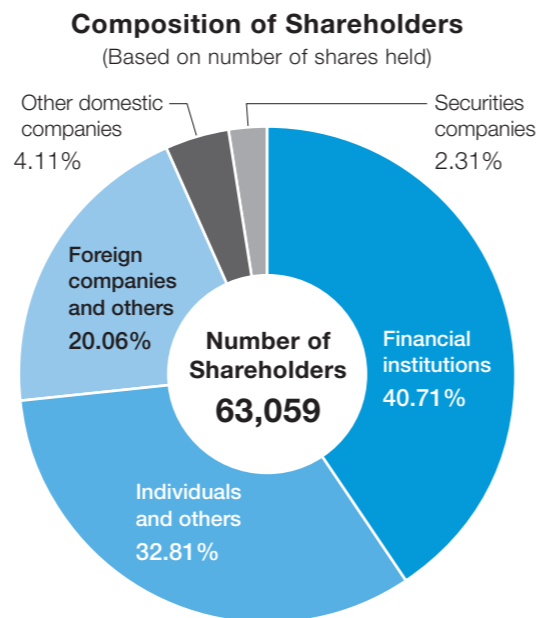 Composition of Shareholders
(Based on number of shares held)
Other domestic
companies
4.11%
Securities
companies
2.31%
Foreign
companies
and others
20.06%
Number of
Shareholders
63,059
Financial
institutions
40.71%
Individuals
and others
32.81%